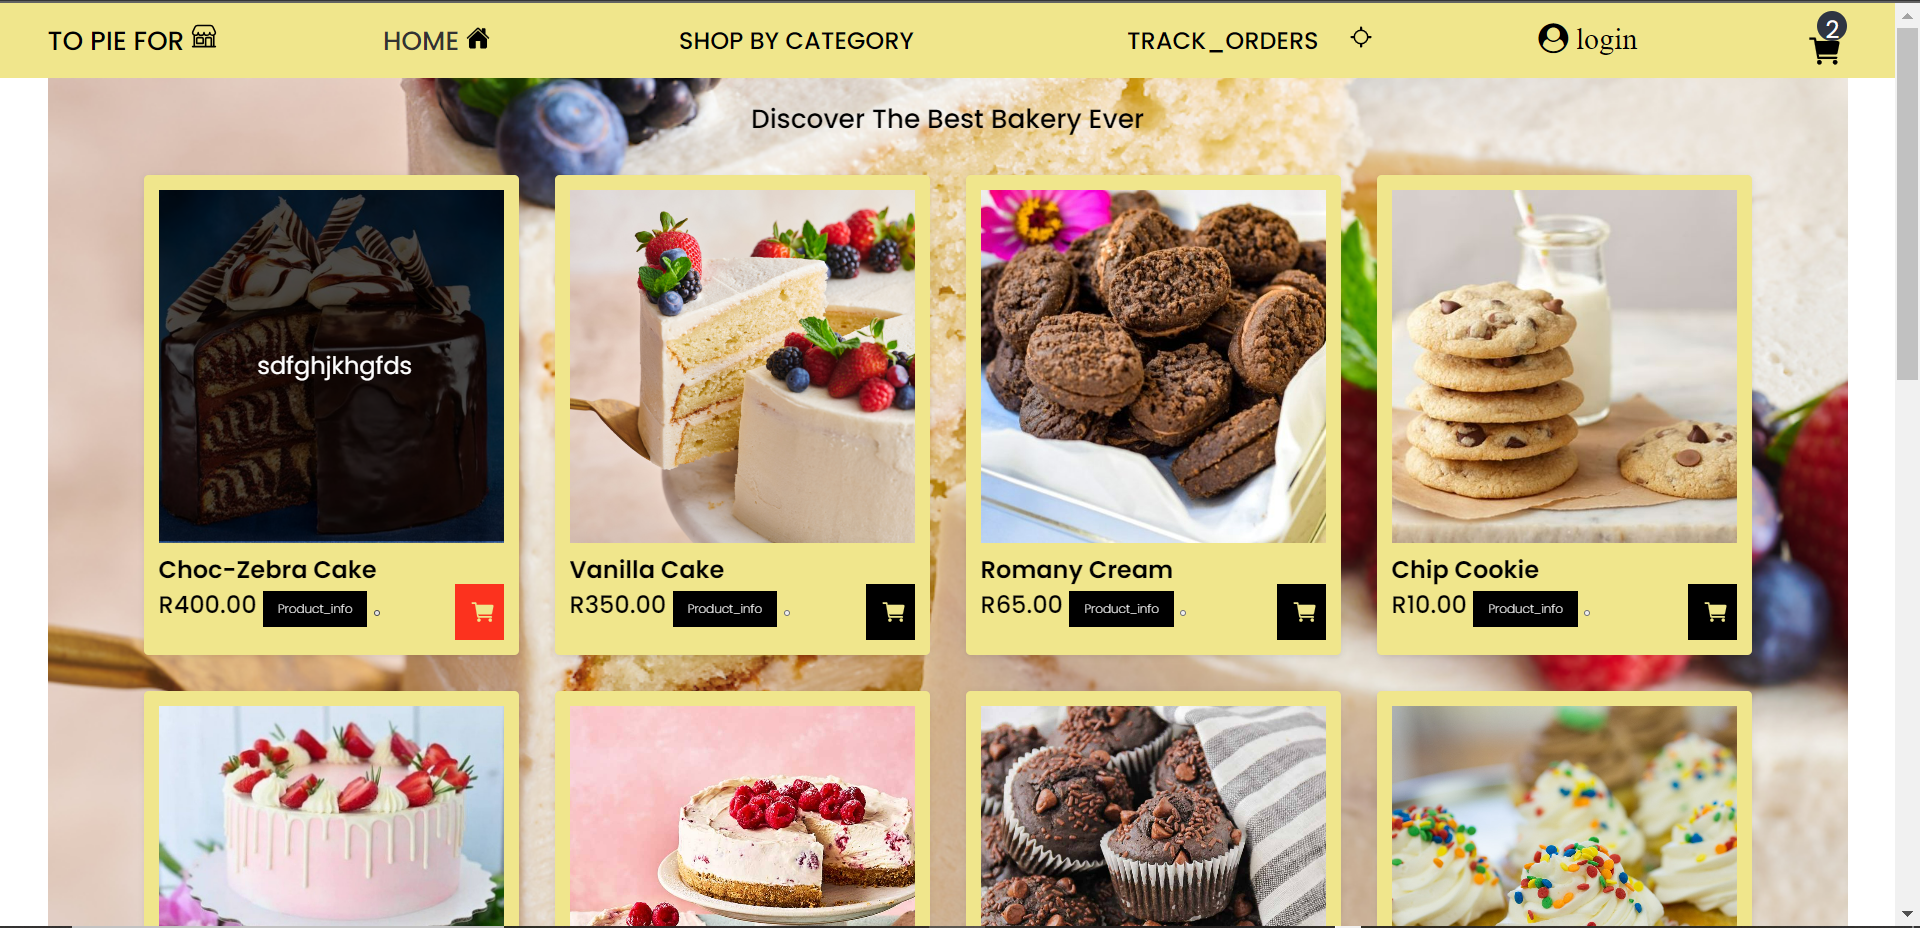 TO PIE FOR HOME SHOP BY CATEGORY TRACK_ORDERS login 2
Discover The Best Bakery Ever
sdfghjkhgfds
Choc-Zebra Cake
R400.00 Product_info
Vanilla Cake
R350.00 Product_info
Romany Cream
R65.00 Product_info
Chip Cookie
R10.00 Product_info